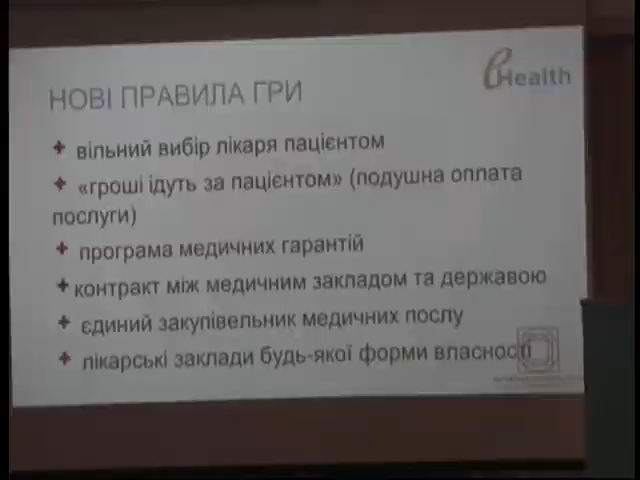 eHealth
НОВІ ПРАВИЛА ГРИ
+ вільний вибір лікаря пацієнтом
+ «гроші ідуть за пацієнтом» (подушна оплата
послуги)
+ програма медичних гарантій
+ контракт між медичним закладом та державою
+ єдиний закупівельник медичних послу
+ лікарські заклади будь-якої форми власності